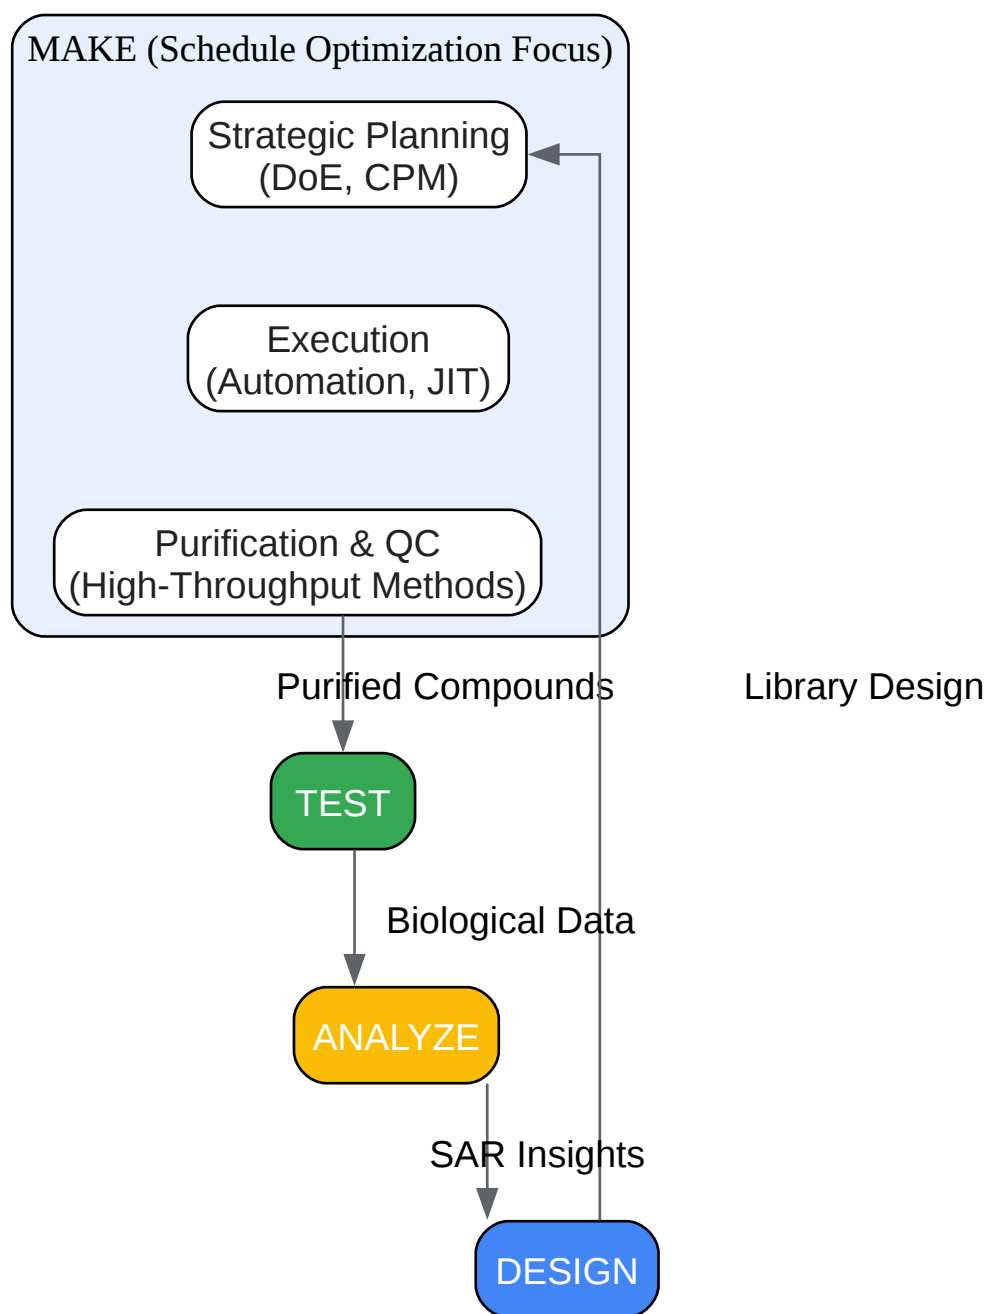 MAKE (Schedule Optimization Focus)
Strategic Planning
(DoE, CPM)
Execution
(Automation, JIT)
Purification & QC
(High-Throughput Methods)
Purified Compounds
Library Design
TEST
Biological Data
ANALYZE
SAR Insights
DESIGN